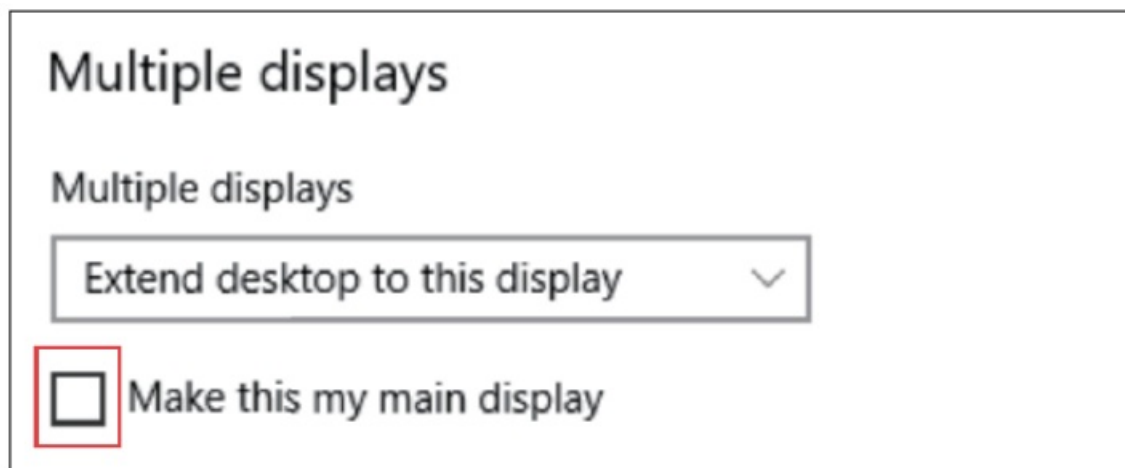 Multiple displays
Multiple displays
Extend desktop to this display
Make this my main display